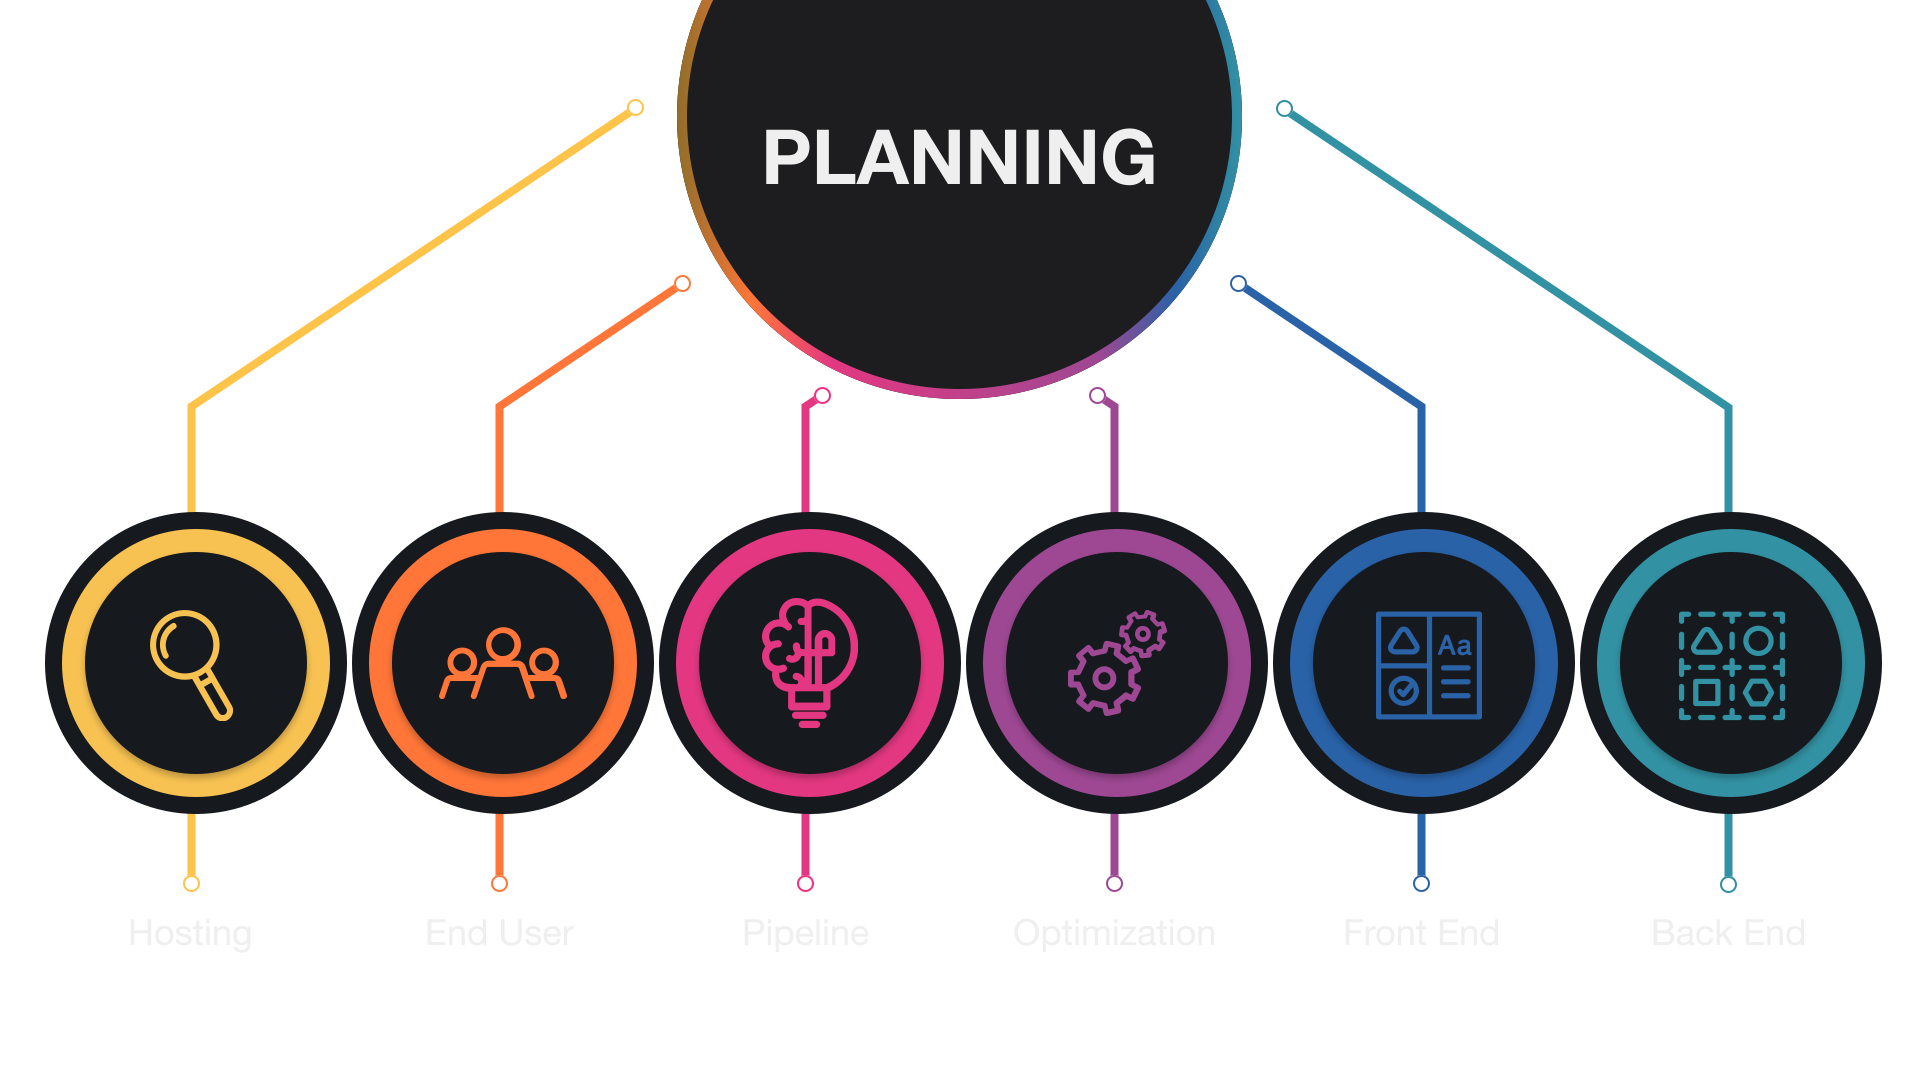 PLANNING
Aa
Hosting
End User
Pipeline
Optimization
Front End
Back End